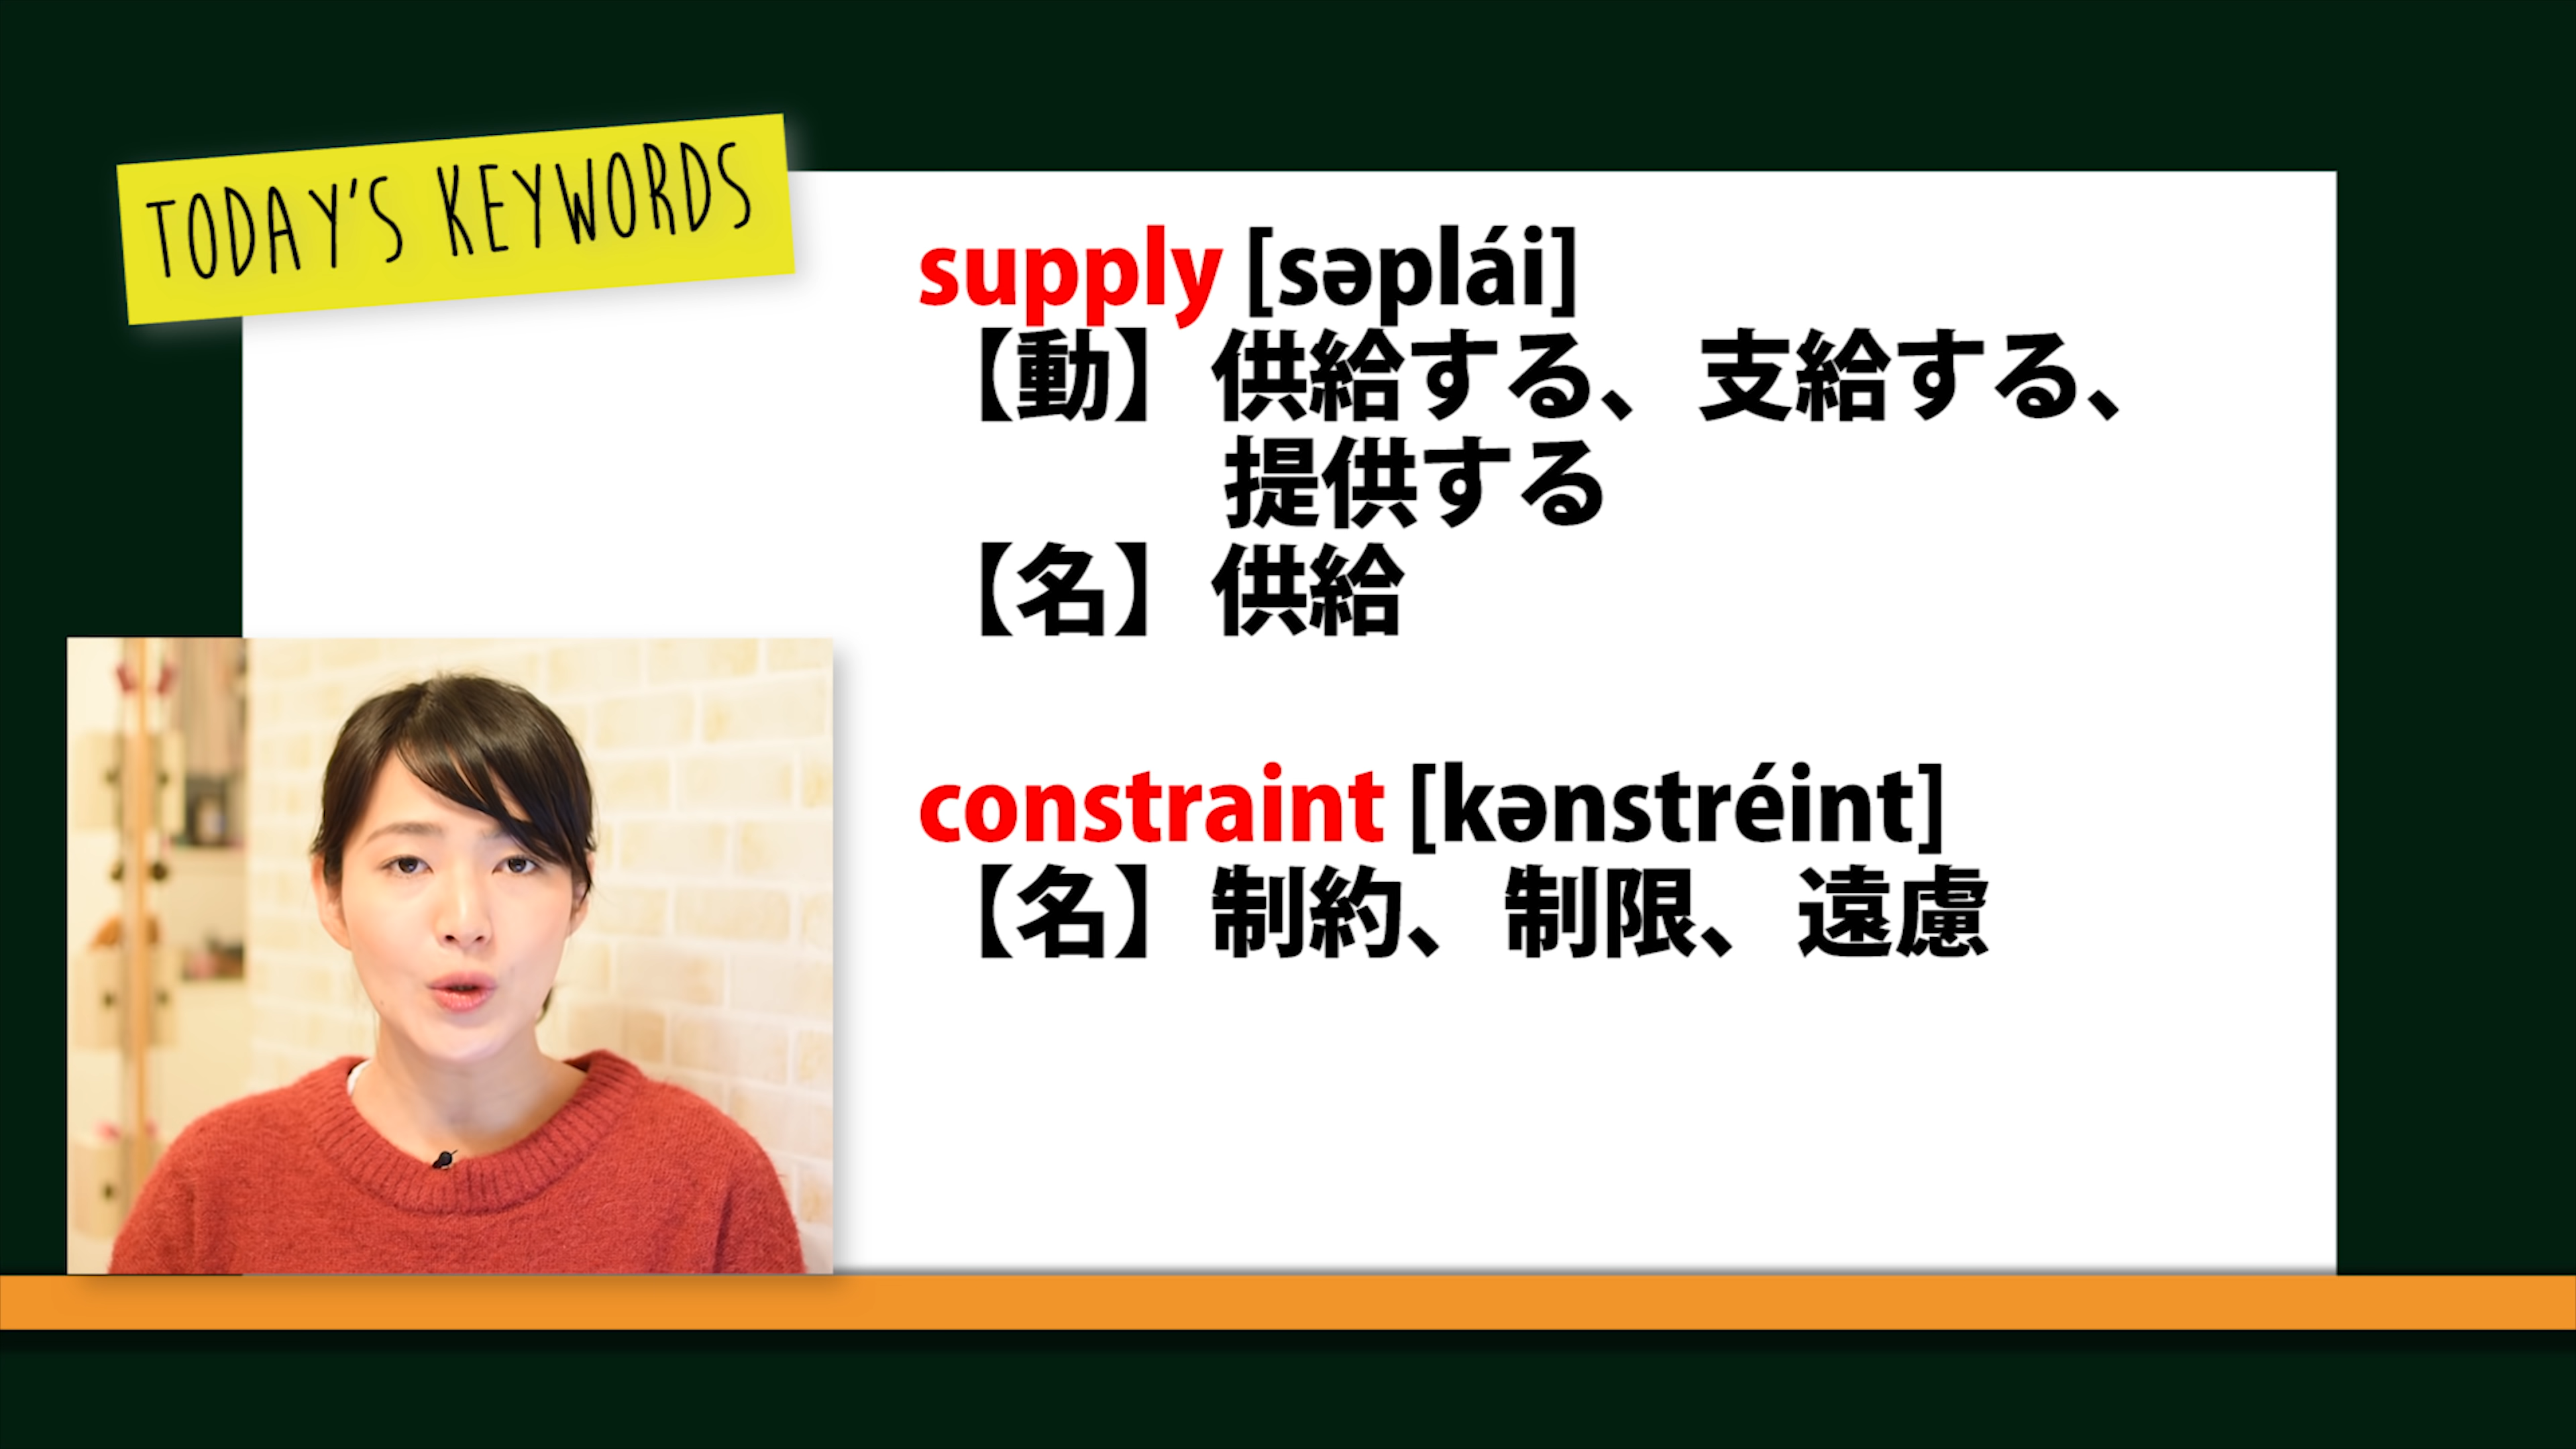 TODAY'S KEYWORDS
supply [səplái]
【動】供給する、支給する、
提供する
【名】供給
constraint [kənstréint]
【名】制約、制限、遠慮